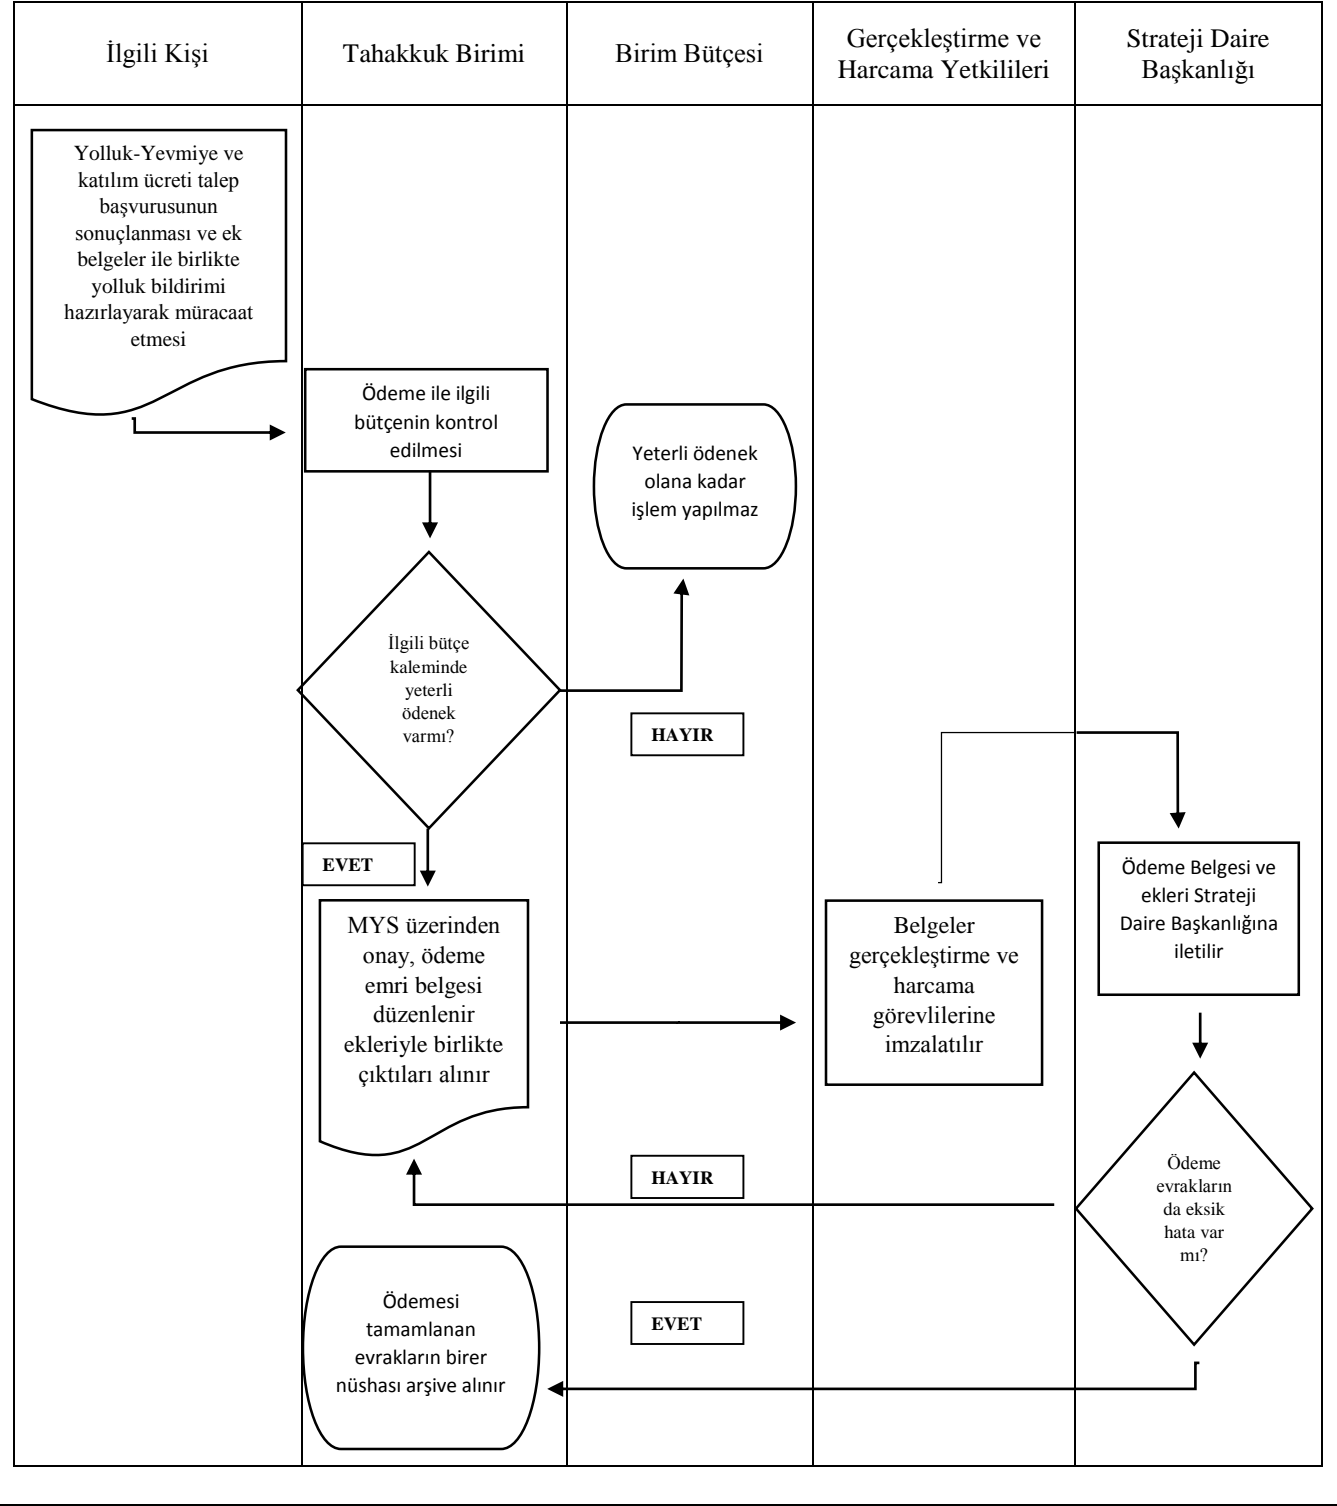 İlgili Kişi
Tahakkuk Birimi
Birim Bütçesi
Gerçekleştirme ve
Harcama Yetkilileri
Strateji Daire
Başkanlığı
Yolluk-Yevmiye ve
katılım ücreti talep
başvurusunun
sonuçlanması ve ek
belgeler ile birlikte
yolluk bildirimi
hazırlayarak müracaat
etmesi
Ödeme ile ilgili
bütçenin kontrol
edilmesi
Yeterli ödenek
olana kadar
işlem yapılmaz
İlgili bütçe
kaleminde
yeterli
ödenek
varmı?
HAYIR
EVET
MYS üzerinden
onay, ödeme
emri belgesi
düzenlenir
ekleriyle birlikte
çıktıları alınır
Belgeler
gerçekleştirme ve
harcama
görevlilerine
imzalatılır
Ödeme Belgesi ve
ekleri Strateji
Daire Başkanlığına
iletilir
Ödeme
evrakların
da eksik
hata var
mı?
HAYIR
EVET
Ödemesi
tamamlanan
evrakların birer
nüshası arşive alınır